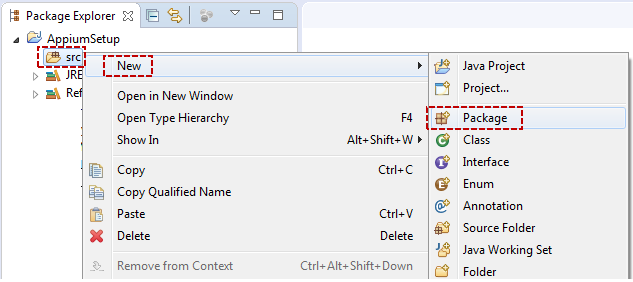 Package Explorer
AppiumSetup
src
JRE
Ref
New
Open in New Window
Open Type Hierarchy F4
Show In Alt+Shift+W
Copy Ctrl+C
Copy Qualified Name
Paste Ctrl+V
Delete Delete
Remove from Context Ctrl+Alt+Shift+Down
Java Project
Project...
Package
Class
Interface
Enum
Annotation
Source Folder
Java Working Set
Folder